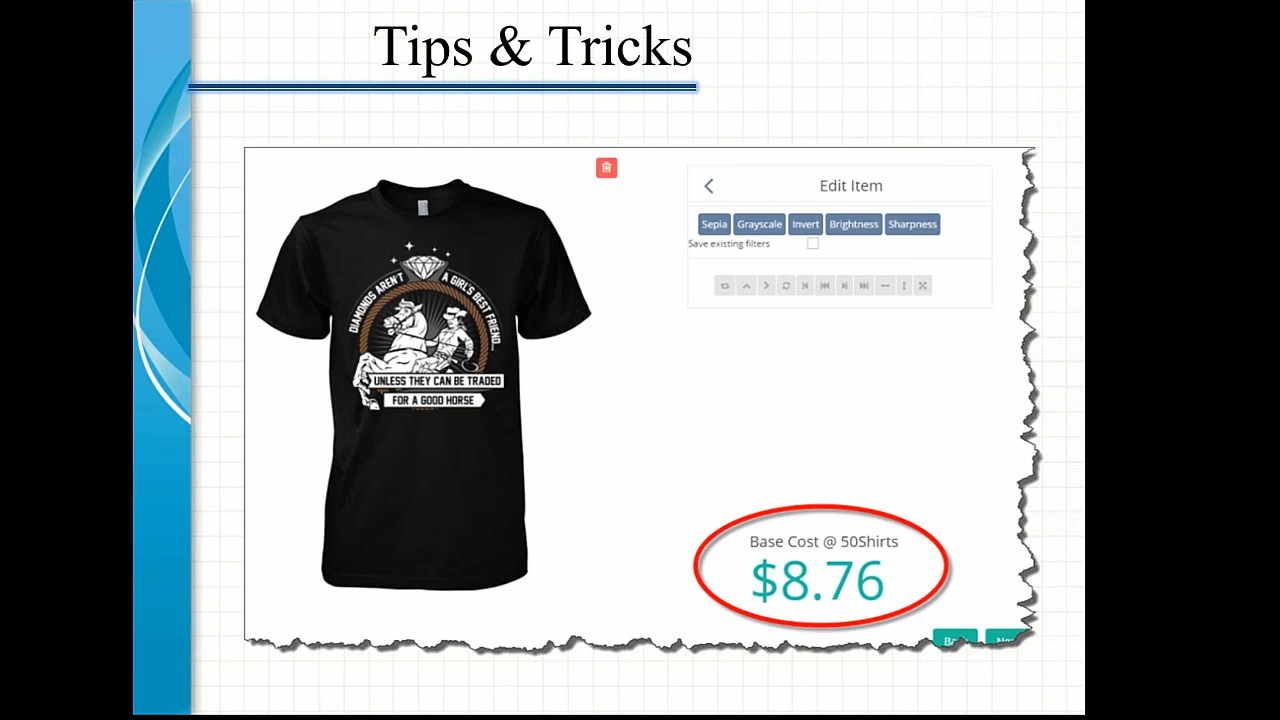 Tips & Tricks
Edit Item
Sepia Grayscale Invert Brightness Sharpness
Save existing filters
DIAMONDS AREN'T A GIRL'S BEST FRIEND...
UNLESS THEY CAN BE TRADED
FOR A GOOD HORSE
Base Cost @ 50Shirts
$8.76